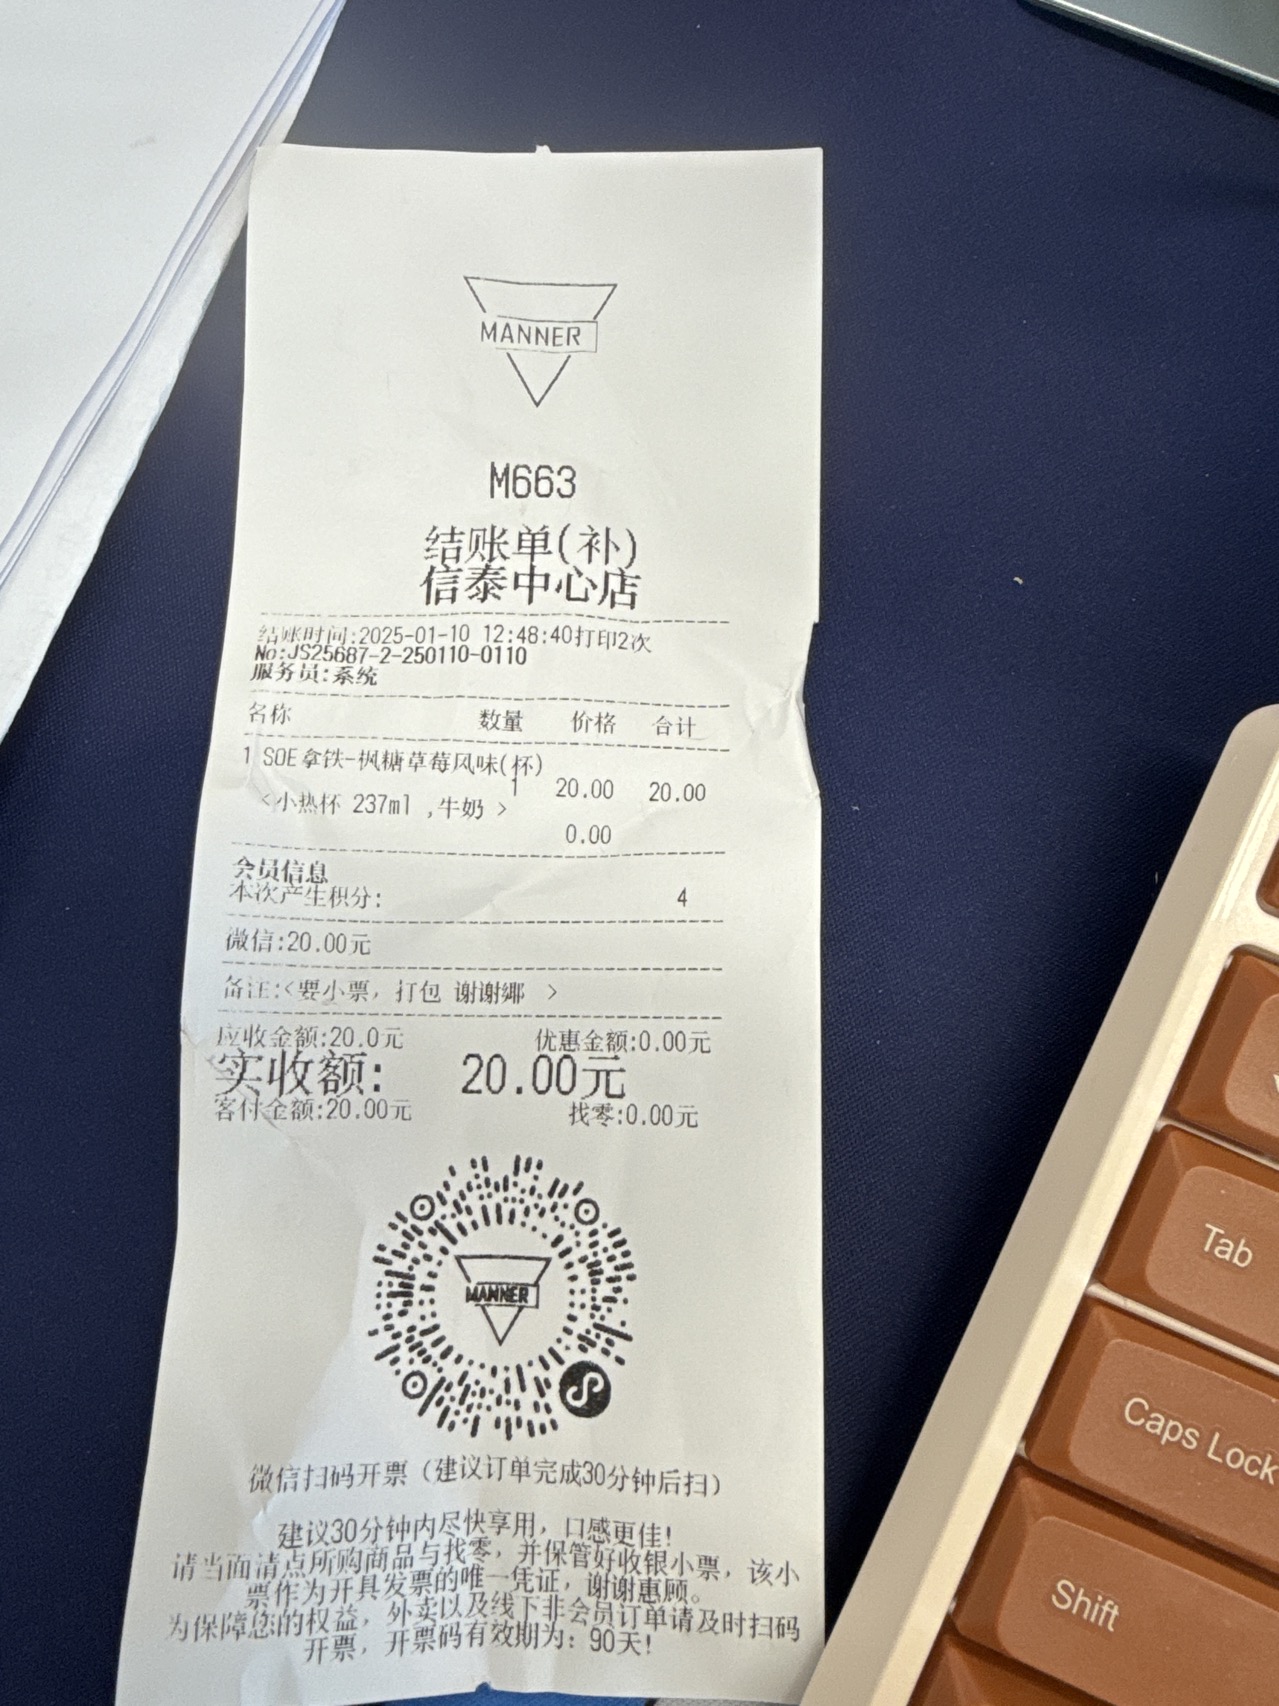 MANNER
M663
结账单(补)
信泰中心店
结账时间:2025-01-10 12:48:40打印2次
No:JS25687-2-250110-0110
服务员:系统
名称 数量 价格 合计
1 SOE拿铁-枫糖草莓风味(杯)
1 20.00 20.00
<小热杯 237ml ,牛奶 >
0.00
会员信息
本次产生积分: 4
微信:20.00元
备注:<要小票，打包 谢谢哪 >
应收金额:20.0元 优惠金额:0.00元
实收额: 20.00元
客付金额:20.00元 找零:0.00元
MANNER
微信扫码开票（建议订单完成30分钟后扫）
建议30分钟内尽快享用，口感更佳!
请当面清点所购商品与找零，并保管好收银小票，该小
票作为开具发票的唯一凭证，谢谢惠顾。
为保障您的权益，外卖以及线下非会员订单请及时扫码
开票，开票码有效期为：90天!
Tab
Caps Lock
Shift